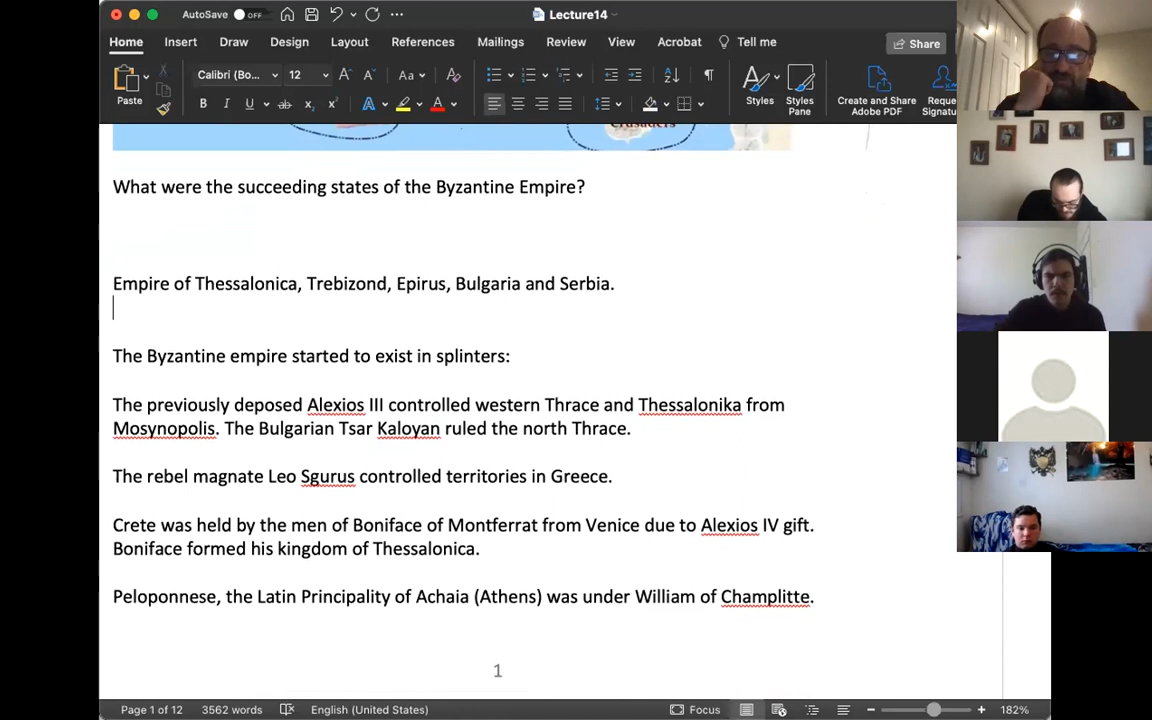 AutoSave OFF Lecture14
Home Insert Draw Design Layout References Mailings Review View Acrobat Tell me Share
Paste Calibri (Bo... 12 Aa Styles Styles Pane Create and Share Adobe PDF Reque Signatu
Crusaders
What were the succeeding states of the Byzantine Empire?
Empire of Thessalonica, Trebizond, Epirus, Bulgaria and Serbia.
The Byzantine empire started to exist in splinters:
The previously deposed Alexios III controlled western Thrace and Thessalonika from
Mosynopolis. The Bulgarian Tsar Kaloyan ruled the north Thrace.
The rebel magnate Leo Sgurus controlled territories in Greece.
Crete was held by the men of Boniface of Montferrat from Venice due to Alexios IV gift.
Boniface formed his kingdom of Thessalonica.
Peloponnese, the Latin Principality of Achaia (Athens) was under William of Champlitte.
1
Page 1 of 12 3562 words English (United States) Focus 182%